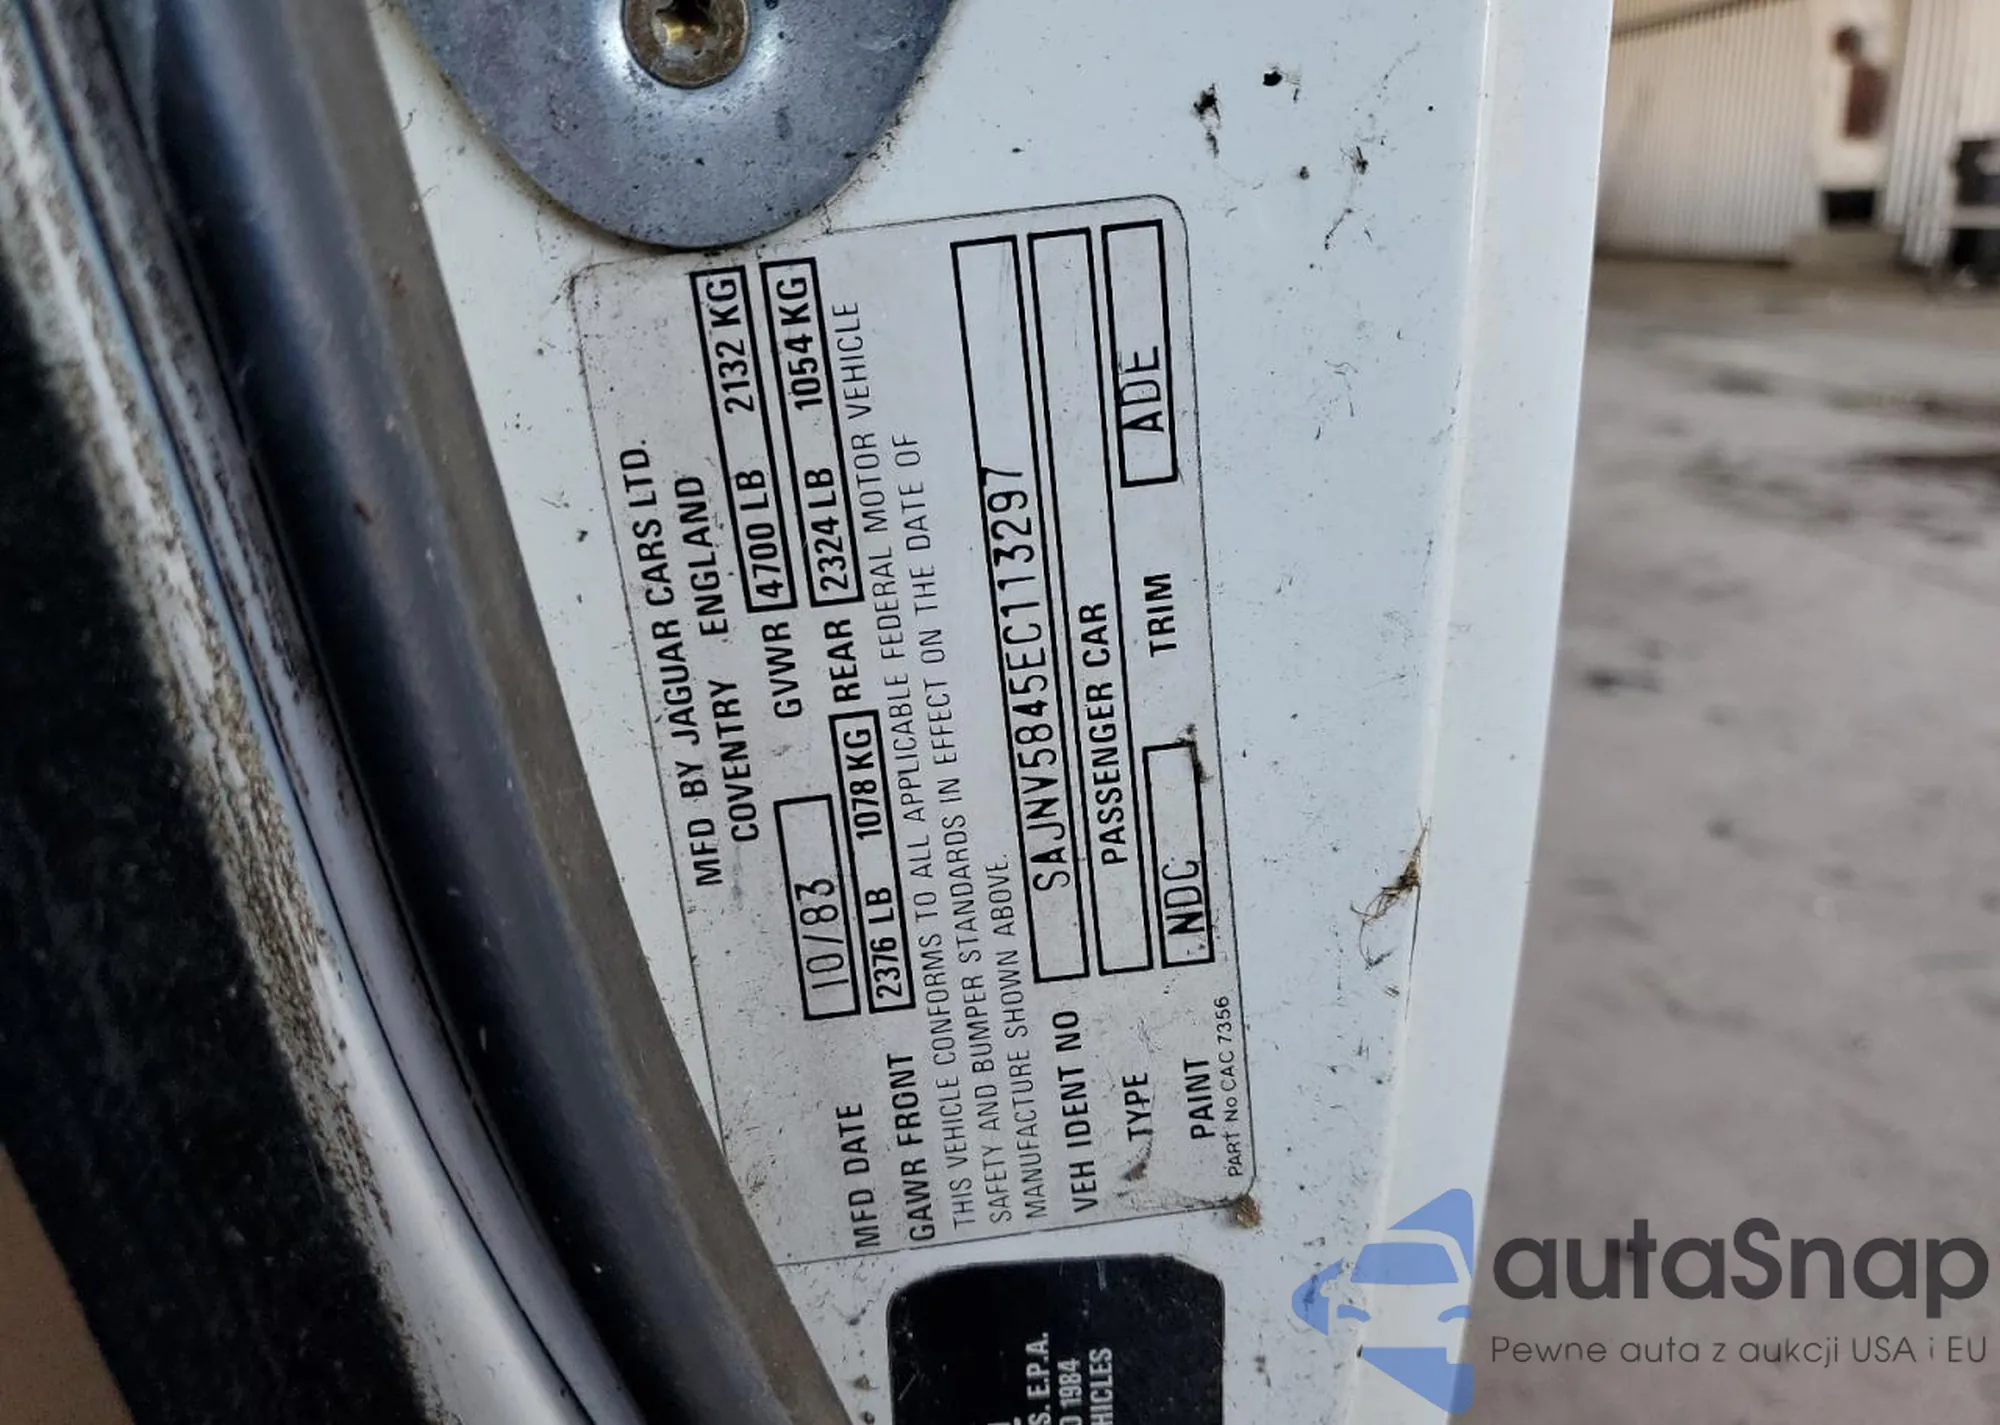 MFD BY JAGUAR CARS LTD.
COVENTRY ENGLAND
MFD DATE 10/83 GVWR 4700 LB 2132 KG
GAWR FRONT 2376 LB 1078 KG REAR 2324 LB 1054 KG
THIS VEHICLE CONFORMS TO ALL APPLICABLE FEDERAL MOTOR VEHICLE
SAFETY AND BUMPER STANDARDS IN EFFECT ON THE DATE OF
MANUFACTURE SHOWN ABOVE.
VEH IDENT NO SAJNV5845EC113297
TYPE PASSENGER CAR
PAINT NDC TRIM ADE
PART No CAC 7356
E.P.A.
1984
autaSnap
Pewne auta z aukcji USA i EU